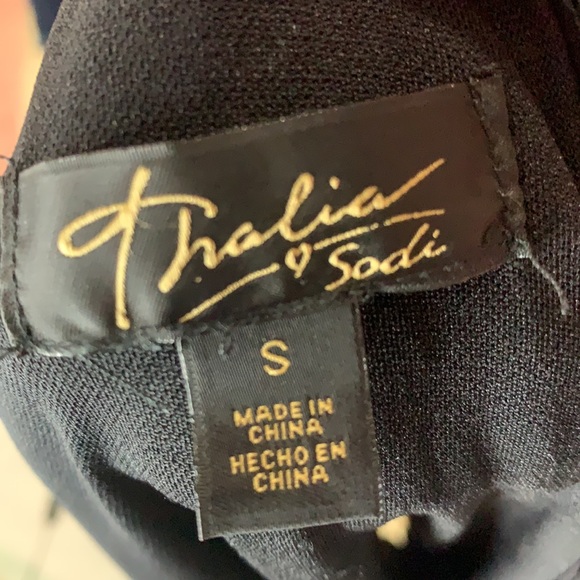 Thalia
Sodi
S
MADE IN
CHINA
HECHO EN
CHINA